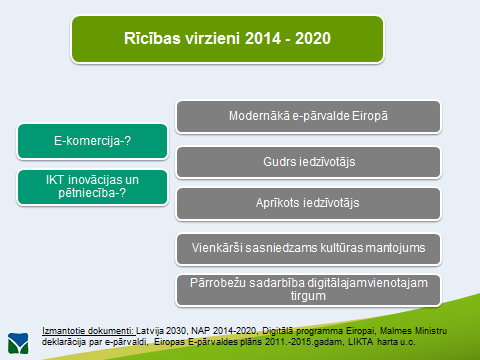 Rīcības virzieni 2014 - 2020
Modernākā e-pārvalde Eiropā
E-komercija-?
Gudrs iedzīvotājs
IKT inovācijas un
pētniecība-?
Aprīkots iedzīvotājs
Vienkārši sasniedzams kultūras mantojums
Pārrobežu sadarbība digitālajamvienotajam
tirgum
Izmantotie dokumenti: Latvija 2030, NAP 2014-2020, Digitālā programma Eiropai, Malmes Ministru
deklarācija par e-pārvaldi, Eiropas E-pārvaldes plāns 2011.-2015.gadam, LIKTA harta u.c.